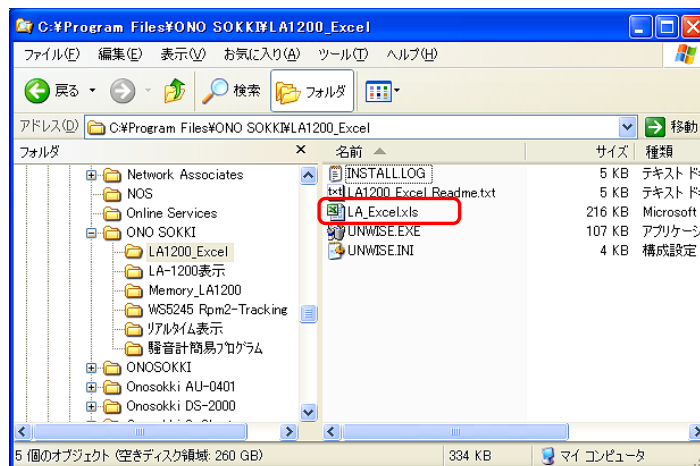 C:¥Program Files¥ONO SOKKI¥LA1200_Excel
ファイル(F) 編集(E) 表示(V) お気に入り(A) ツール(T) ヘルプ(H)
戻る 検索 フォルダ
アドレス(D) C:¥Program Files¥ONO SOKKI¥LA1200_Excel 移動
フォルダ × 名前 サイズ 種類
Network Associates
NOS
Online Services
ONO SOKKI
LA1200_Excel
LA-1200表示
Memory_LA1200
WS5245 Rpm2-Tracking
リアルタイム表示
騒音計簡易プログラム
ONOSOKKI
Onosokki AU-0401
Onosokki DS-2000
INSTALL.LOG 5 KB テキスト
LA1200_Excel_Readme.txt 5 KB テキスト
LA_Excel.xls 216 KB Microsoft
UNWISE.EXE 107 KB アプリケーシ
UNWISE.INI 4 KB 構成設定
5 個のオブジェクト (空きディスク領域: 260 GB) 334 KB マイ コンピュータ